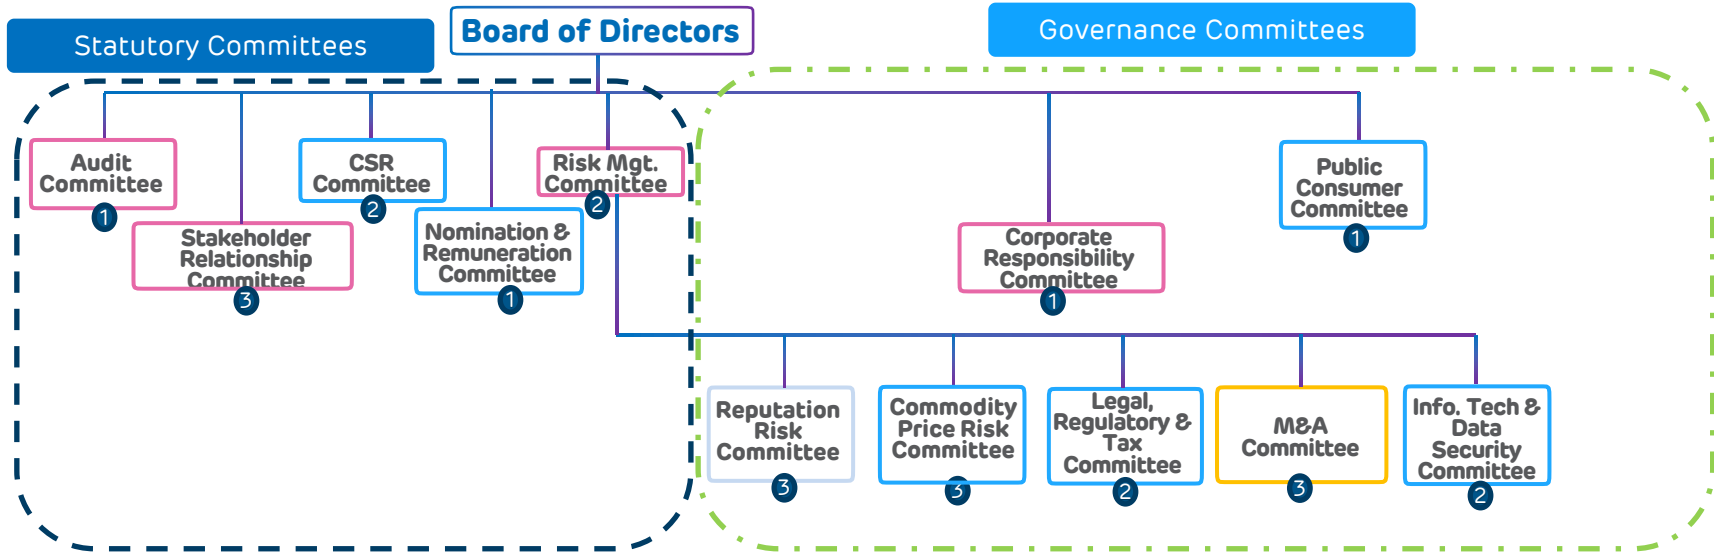 Statutory Committees
Board of Directors
Governance Committees
Audit
Committee
1
CSR
Committee
2
Risk Mgt.
Committee
2
Public
Consumer
Committee
1
Stakeholder
Relationship
Committee
3
Nomination &
Remuneration
Committee
1
Corporate
Responsibility
Committee
1
Reputation
Risk
Committee
3
Commodity
Price Risk
Committee
3
Legal,
Regulatory &
Tax
Committee
2
M&A
Committee
3
Info. Tech &
Data
Security
Committee
2